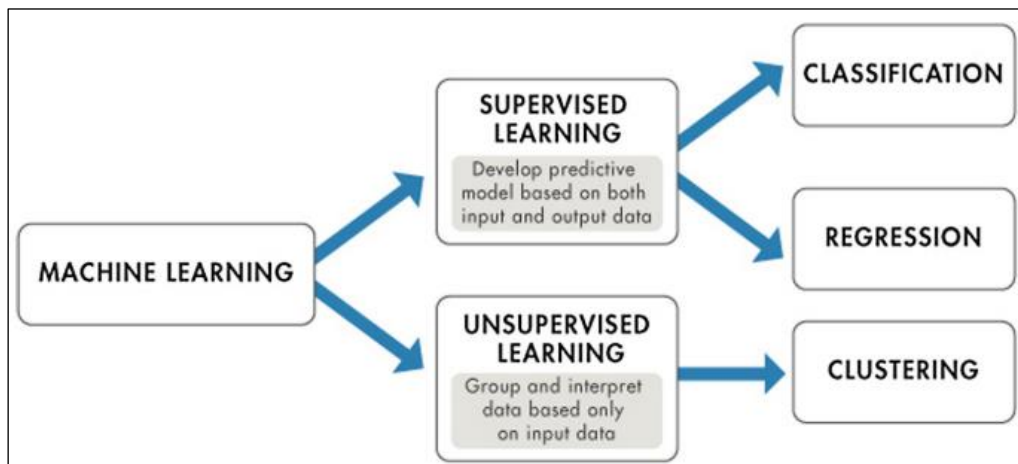 MACHINE LEARNING
SUPERVISED
LEARNING
Develop predictive
model based on both
input and output data
UNSUPERVISED
LEARNING
Group and interpret
data based only
on input data
CLASSIFICATION
REGRESSION
CLUSTERING